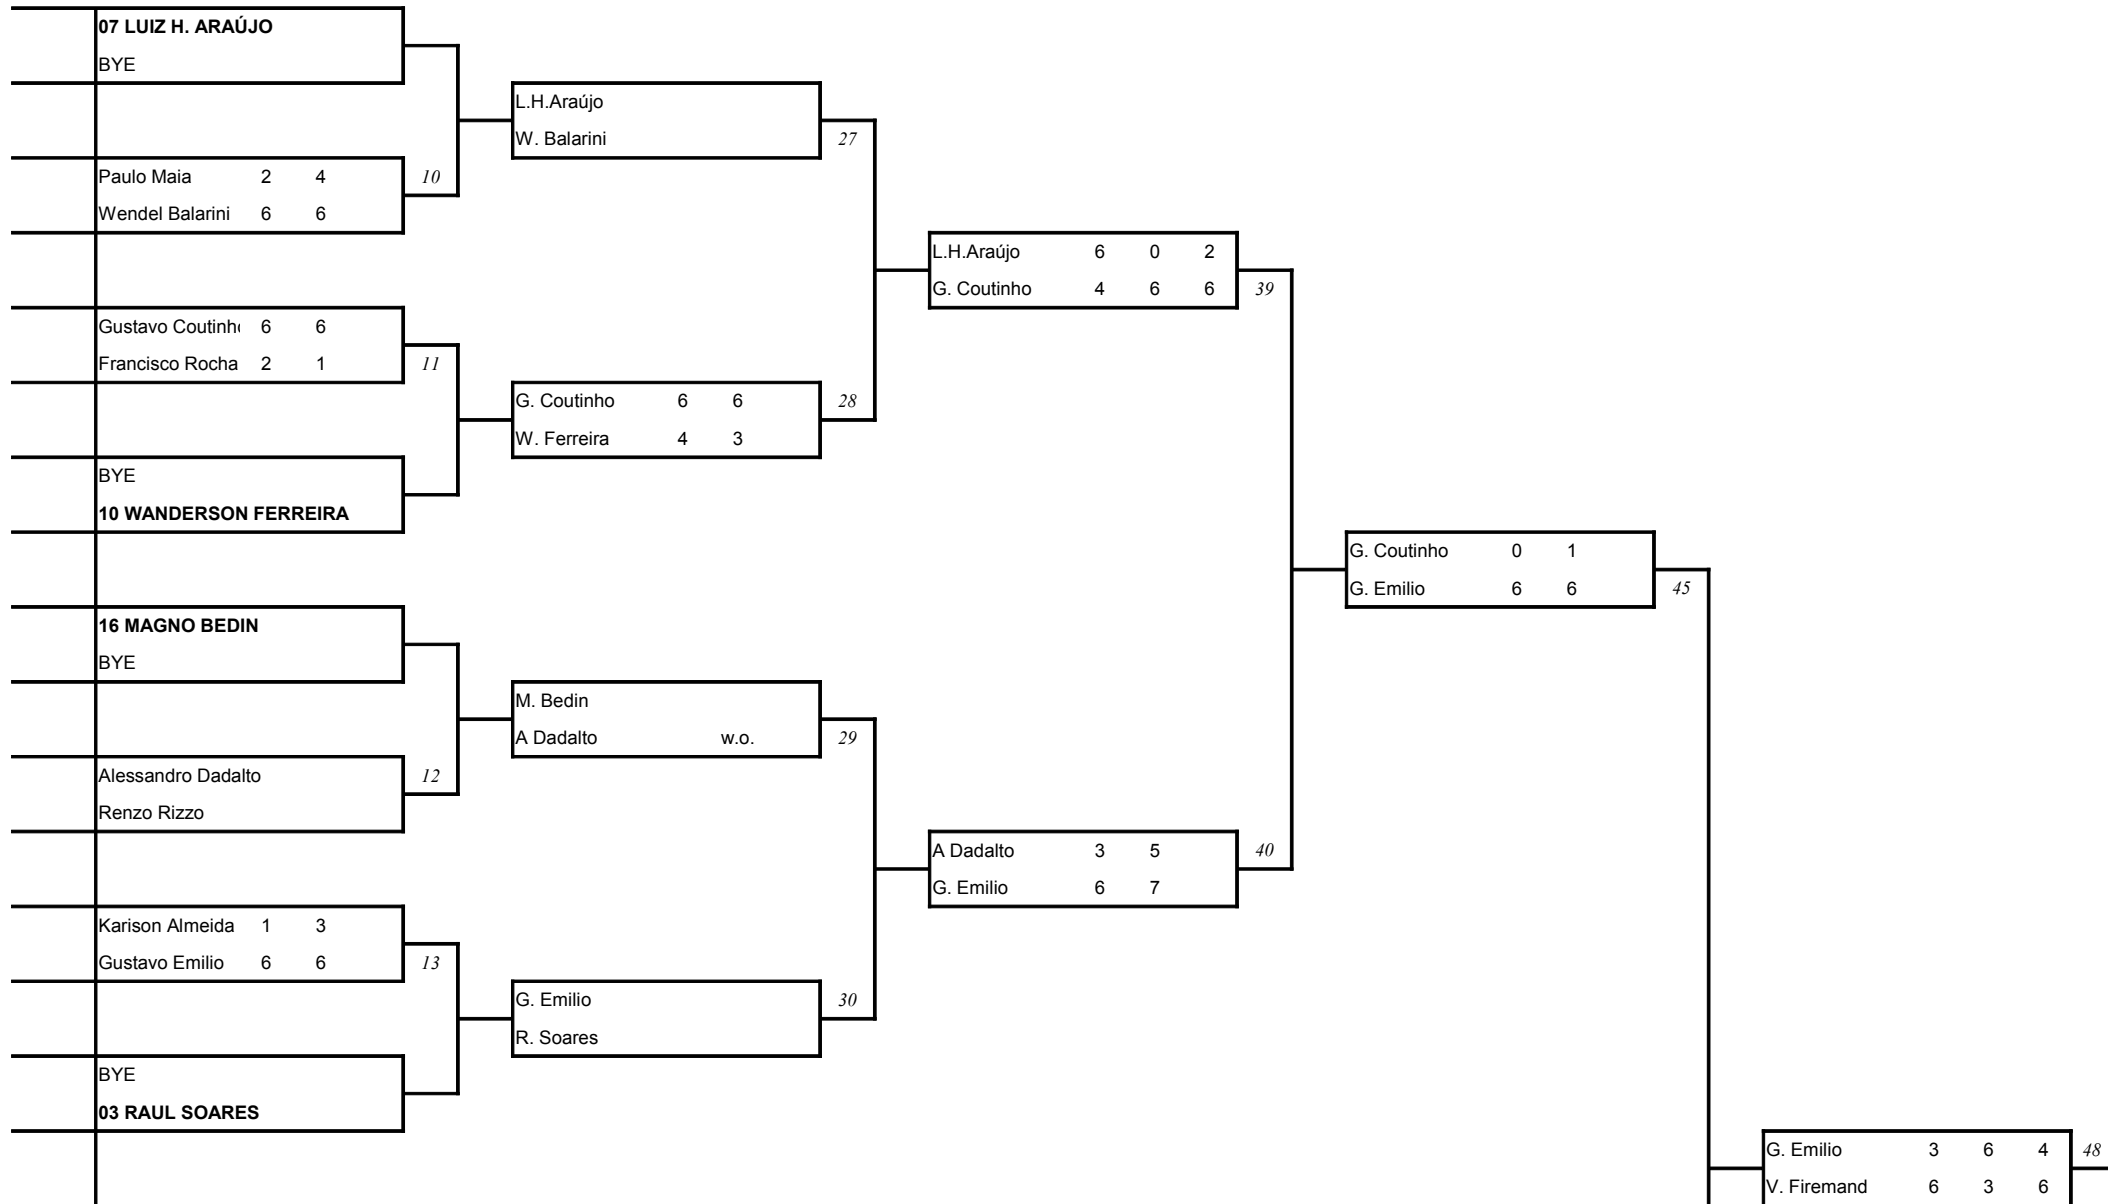 07 LUIZ H. ARAÚJO
BYE
L.H.Araújo
W. Balarini 27
Paulo Maia 2 4 10
Wendel Balarini 6 6
L.H.Araújo 6 0 2
G. Coutinho 4 6 6 39
Gustavo Coutinh 6 6
Francisco Rocha 2 1 11
G. Coutinho 6 6 28
W. Ferreira 4 3
BYE
10 WANDERSON FERREIRA
G. Coutinho 0 1
G. Emilio 6 6 45
16 MAGNO BEDIN
BYE
M. Bedin
A Dadalto w.o. 29
Alessandro Dadalto 12
Renzo Rizzo
A Dadalto 3 5 40
G. Emilio 6 7
Karison Almeida 1 3
Gustavo Emilio 6 6 13
G. Emilio 30
R. Soares
BYE
03 RAUL SOARES
G. Emilio 3 6 4 48
V. Firemand 6 3 6